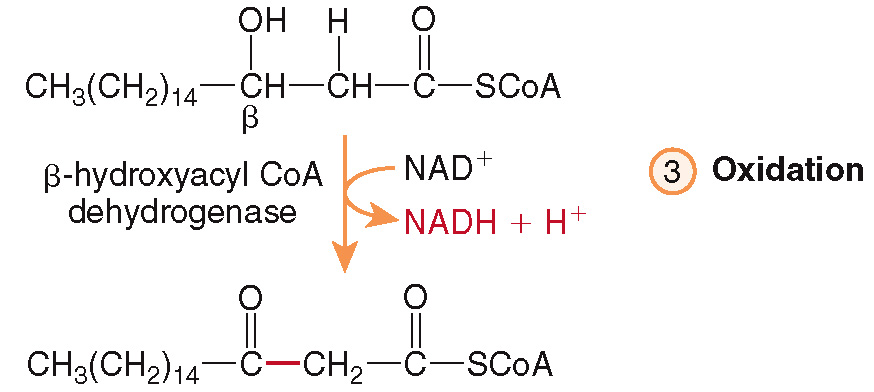 OH H O
CH₃(CH₂)₁₄—CH—CH—C—SCoA
β
β-hydroxyacyl CoA
dehydrogenase
NAD⁺
NADH + H⁺
3 Oxidation
O O
CH₃(CH₂)₁₄—C—CH₂—C—SCoA